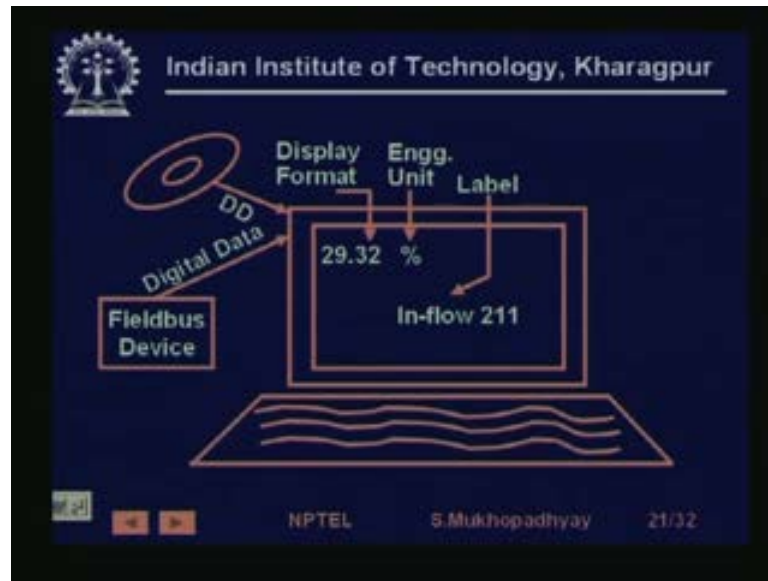 Indian Institute of Technology, Kharagpur
Display
Format
Engg.
Unit
Label
DD
Digital Data
29.32 %
In-flow 211
Fieldbus
Device
NPTEL S.Mukhopadhyay 21/32